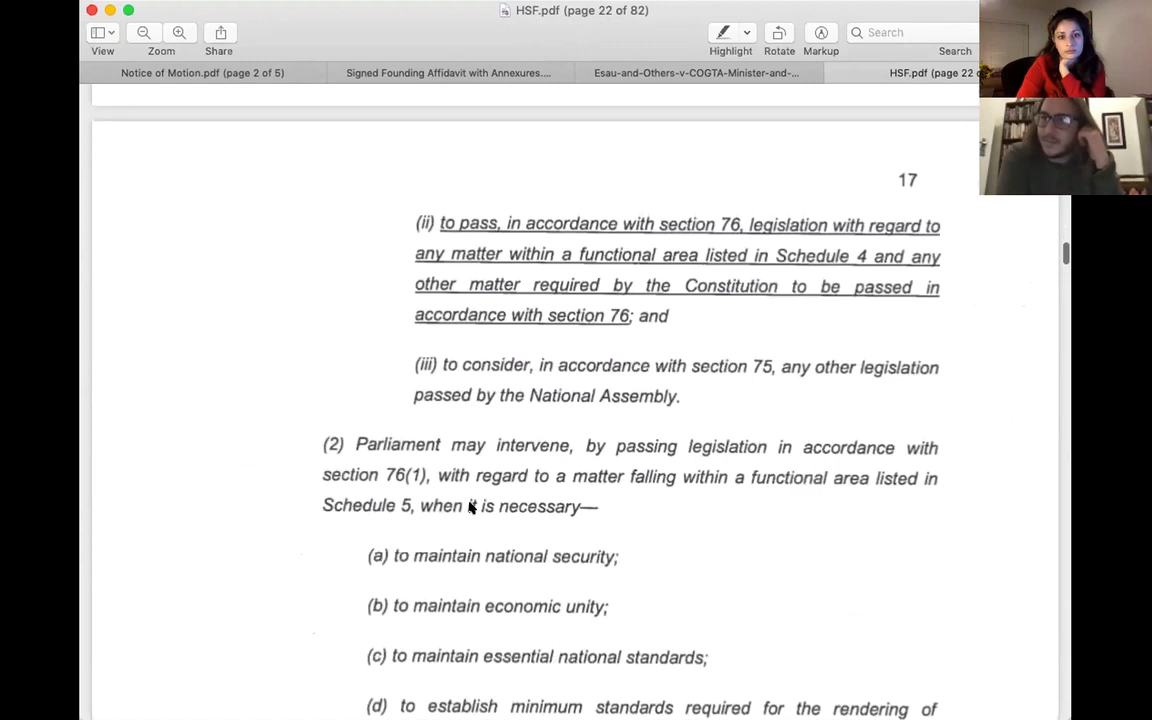 HSF.pdf (page 22 of 82)
View
Zoom
Share
Highlight
Rotate
Markup
Search
Search
Notice of Motion.pdf (page 2 of 5)
Signed Founding Affidavit with Annexures....
Esau-and-Others-v-COGTA-Minister-and-...
HSF.pdf (page 22
17
(ii) to pass, in accordance with section 76, legislation with regard to
any matter within a functional area listed in Schedule 4 and any
other matter required by the Constitution to be passed in
accordance with section 76; and
(iii) to consider, in accordance with section 75, any other legislation
passed by the National Assembly.
(2) Parliament may intervene, by passing legislation in accordance with
section 76(1), with regard to a matter falling within a functional area listed in
Schedule 5, when it is necessary—
(a) to maintain national security;
(b) to maintain economic unity;
(c) to maintain essential national standards;
(d) to establish minimum standards required for the rendering of